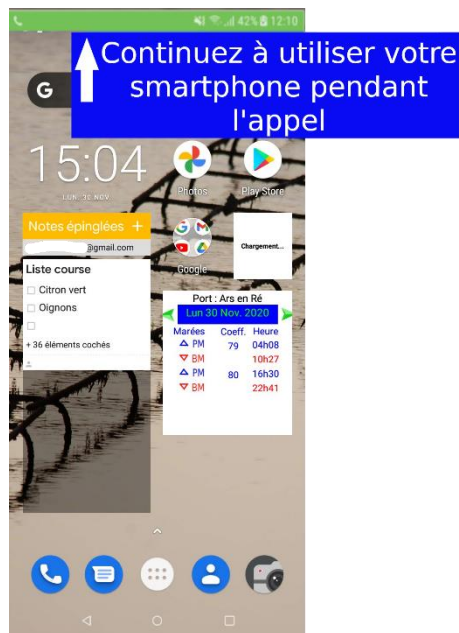 42% 12:10
Continuez à utiliser votre
smartphone pendant
l'appel
G
15:04
LUN. 30 NOV.
Photos
Play Store
Notes épinglées +
@gmail.com
Liste course
Citron vert
Oignons
+ 36 éléments cochés
Google
Chargement...
Port : Ars en Ré
Lun 30 Nov. 2020
Marées Coeff. Heure
PM 79 04h08
BM 10h27
PM 80 16h30
BM 22h41